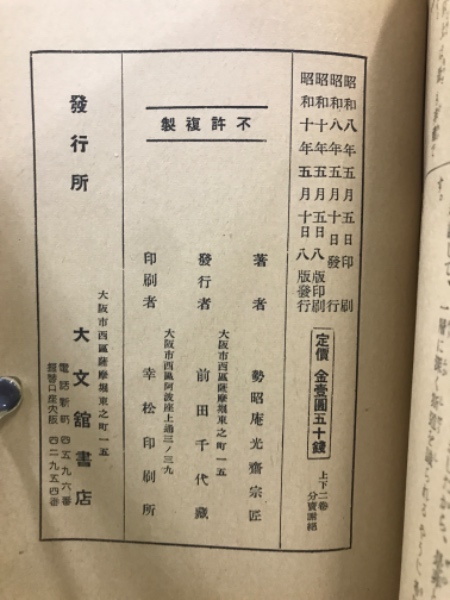 昭和八年五月五日印刷
昭和八年五月十日發行
昭和十年五月五日八版印刷
昭和十年五月十日八版發行
定價 金壹圓五十錢
上下二卷
分賣謝絕
不許複製
著者 勢昭庵光齋宗匠
大阪市西區薩摩堀東之町一五
發行者 前田千代藏
大阪市西區阿波座上通三ノ三九
印刷者 幸松印刷所
發行所
大阪市西區薩摩堀東之町一五
大文館書店
電話新町四五九六番
振替口座大阪四二九五四番